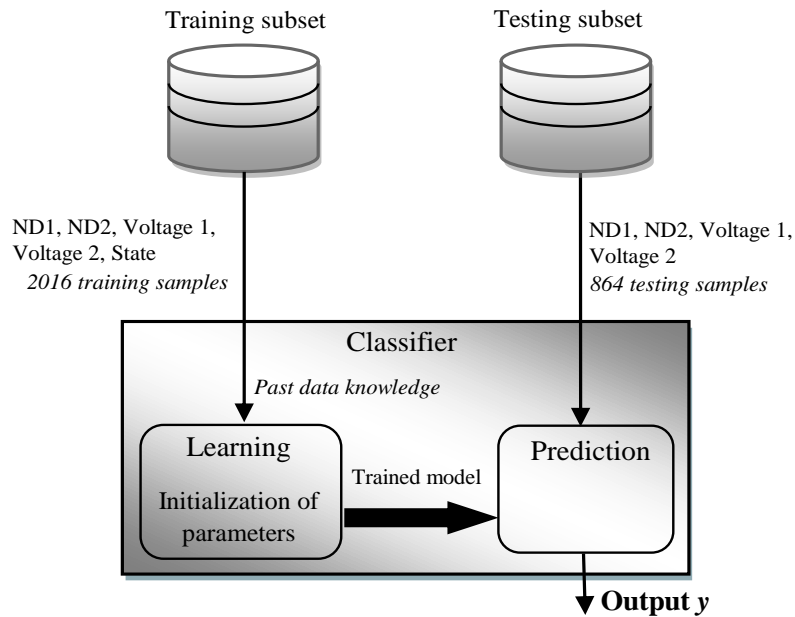 Training subset
Testing subset
ND1, ND2, Voltage 1,
Voltage 2, State
2016 training samples
ND1, ND2, Voltage 1,
Voltage 2
864 testing samples
Classifier
Past data knowledge
Learning
Initialization of
parameters
Trained model
Prediction
Output y